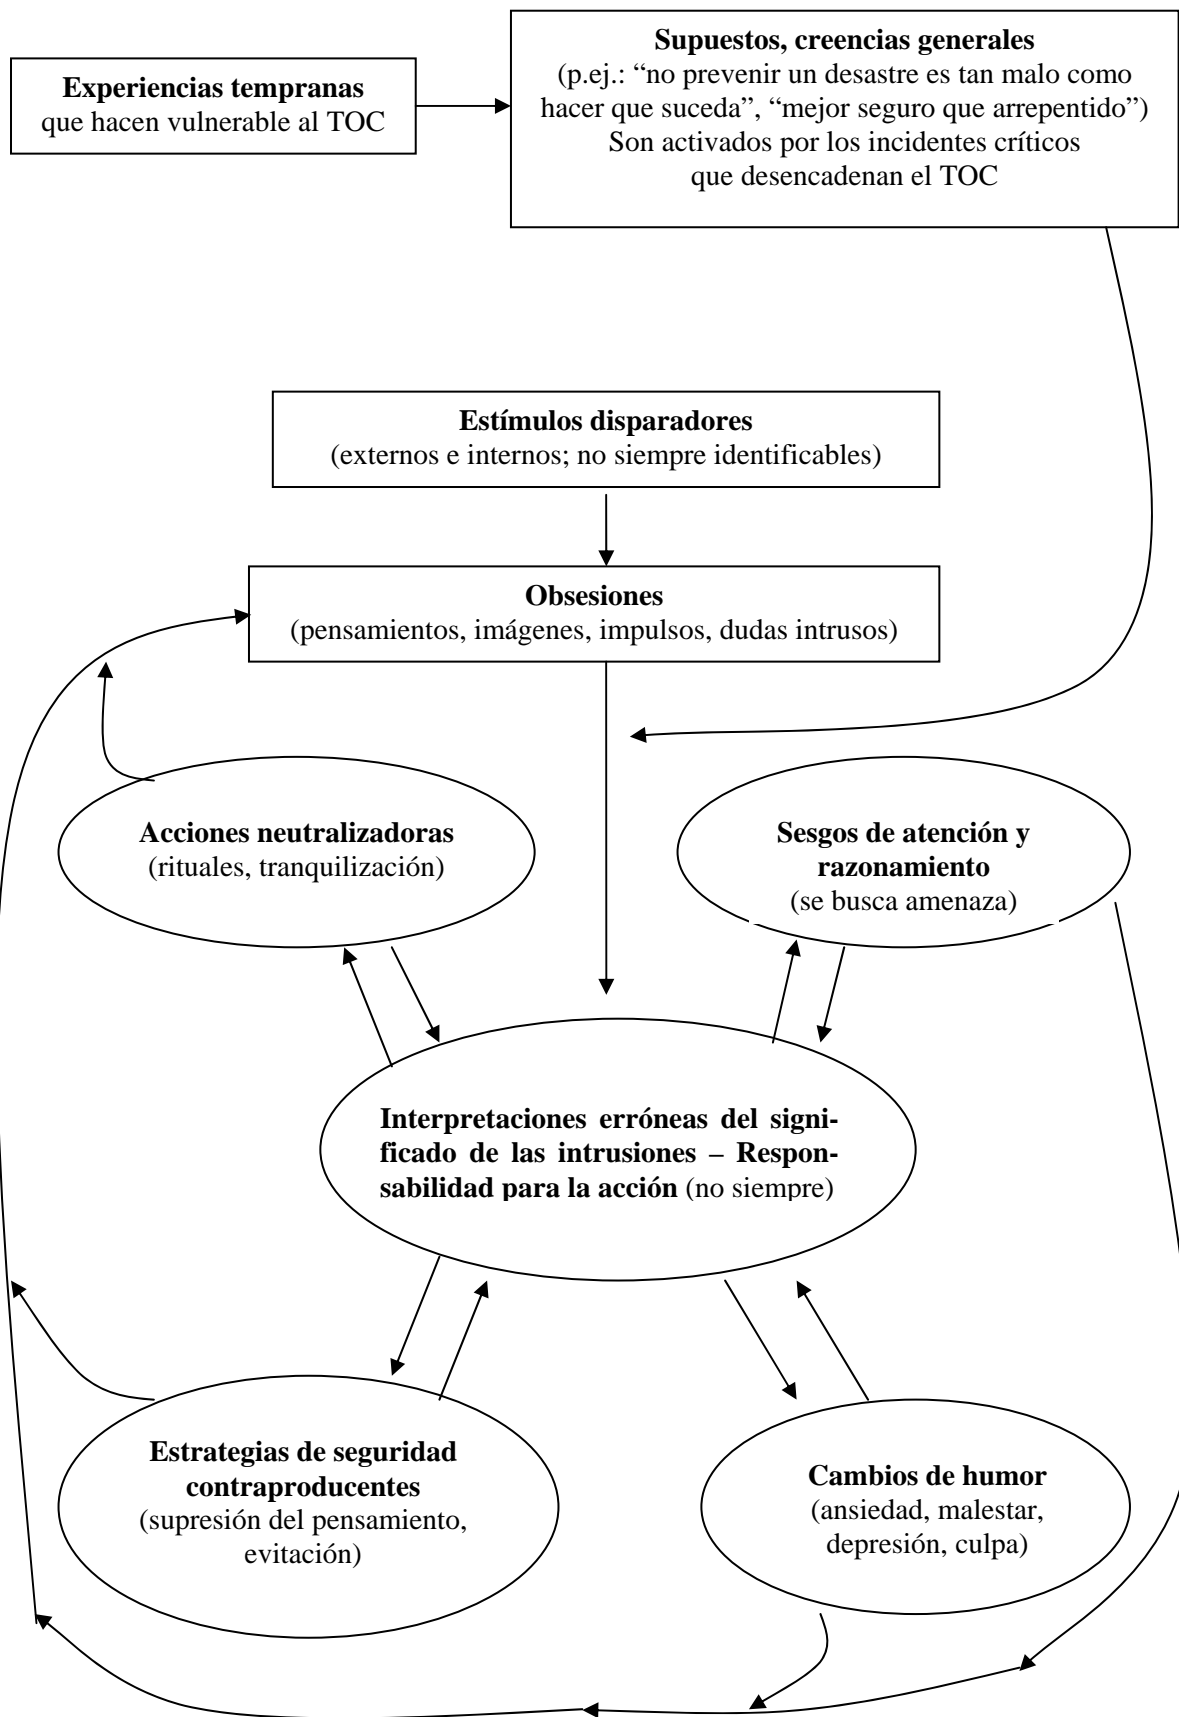 Experiencias tempranas
que hacen vulnerable al TOC
Supuestos, creencias generales
(p.ej.: “no prevenir un desastre es tan malo como
hacer que suceda”, “mejor seguro que arrepentido”)
Son activados por los incidentes críticos
que desencadenan el TOC
Estímulos disparadores
(externos e internos; no siempre identificables)
Obsesiones
(pensamientos, imágenes, impulsos, dudas intrusos)
Acciones neutralizadoras
(rituales, tranquilización)
Sesgos de atención y
razonamiento
(se busca amenaza)
Interpretaciones erróneas del signi-
ficado de las intrusiones – Respon-
sabilidad para la acción (no siempre)
Estrategias de seguridad
contraproducentes
(supresión del pensamiento,
evitación)
Cambios de humor
(ansiedad, malestar,
depresión, culpa)